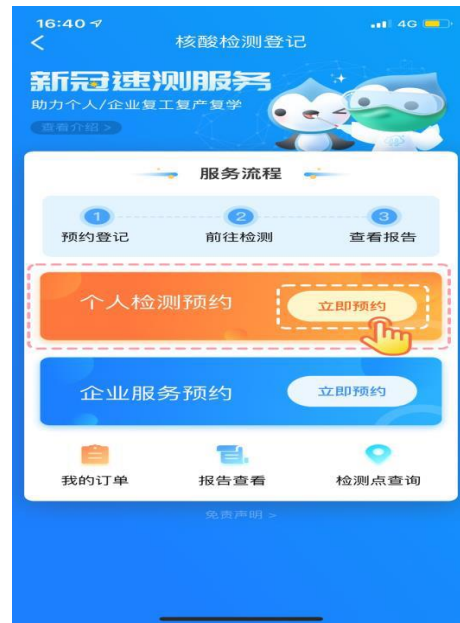 16:40
4G
核酸检测登记
新冠速测服务
助力个人/企业复工复产复学
查看介绍 >
服务流程
1 2 3
预约登记 前往检测 查看报告
个人检测预约 立即预约
企业服务预约 立即预约
我的订单 报告查看 检测点查询
免责声明 >